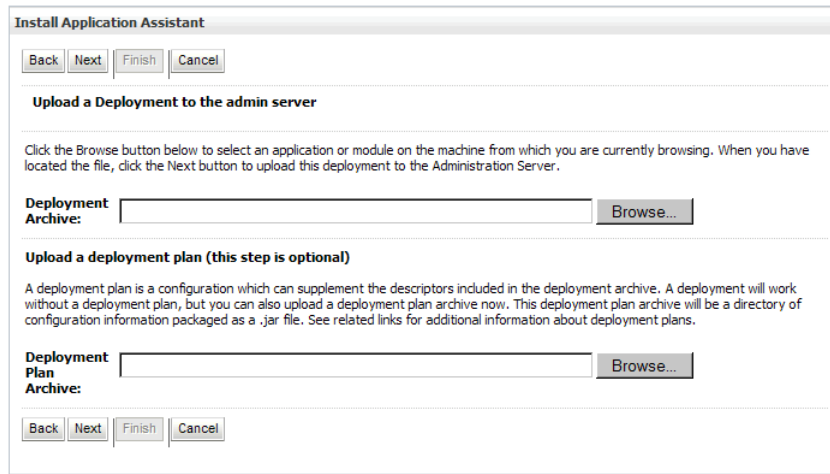 Install Application Assistant
Back Next Finish Cancel
Upload a Deployment to the admin server
Click the Browse button below to select an application or module on the machine from which you are currently browsing. When you have
located the file, click the Next button to upload this deployment to the Administration Server.
Deployment
Archive:
Browse...
Upload a deployment plan (this step is optional)
A deployment plan is a configuration which can supplement the descriptors included in the deployment archive. A deployment will work
without a deployment plan, but you can also upload a deployment plan archive now. This deployment plan archive will be a directory of
configuration information packaged as a .jar file. See related links for additional information about deployment plans.
Deployment
Plan
Archive:
Browse...
Back Next Finish Cancel